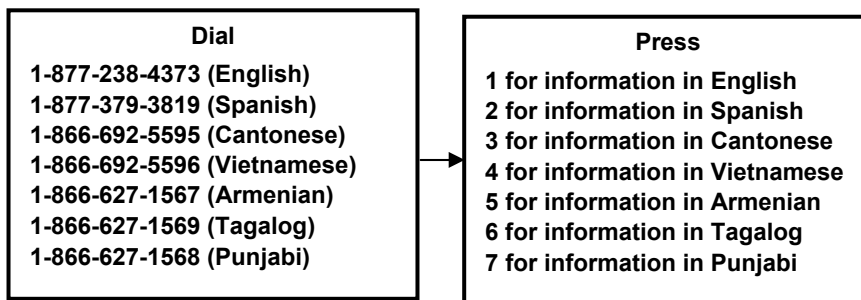 Dial
1-877-238-4373 (English)
1-877-379-3819 (Spanish)
1-866-692-5595 (Cantonese)
1-866-692-5596 (Vietnamese)
1-866-627-1567 (Armenian)
1-866-627-1569 (Tagalog)
1-866-627-1568 (Punjabi)
Press
1 for information in English
2 for information in Spanish
3 for information in Cantonese
4 for information in Vietnamese
5 for information in Armenian
6 for information in Tagalog
7 for information in Punjabi